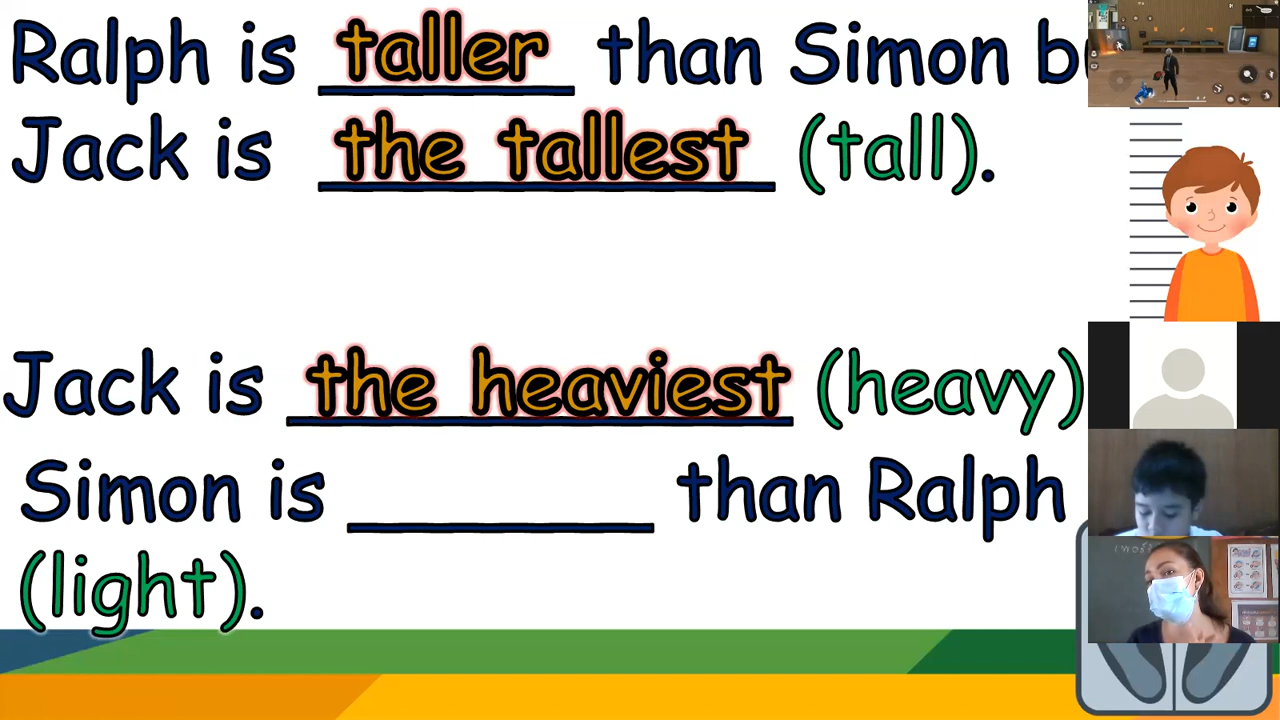 Ralph is taller than Simon b
Jack is the tallest (tall).
Jack is the heaviest (heavy)
Simon is ________ than Ralph
(light).